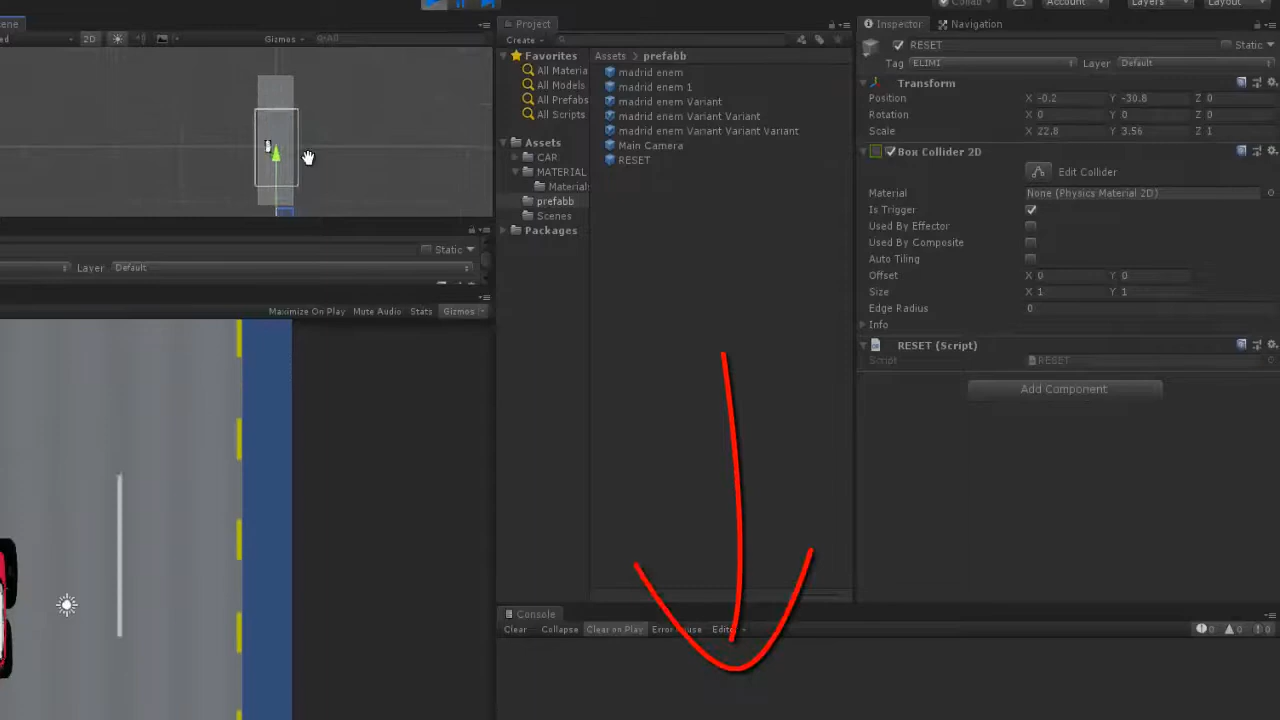 Collab
Account
Layers
Layout
Project
Inspector
Navigation
2D
Gizmos
All
Create
Favorites
All Models
All Scripts
Assets
CAR
MATERIAL
prefabb
Scenes
Packages
Assets
prefabb
madrid enem
madrid enem 1
madrid enem Variant
madrid enem Variant Variant
madrid enem Variant Variant Variant
Main Camera
RESET
RESET
Static
Tag
ELIMI
Layer
Default
Transform
Position
X -0.2
Y -30.8
Z 0
Rotation
X 0
Y 0
Z 0
Scale
X 22.8
Y 3.56
Z 1
Box Collider 2D
Edit Collider
Material
None (Physics Material 2D)
Is Trigger
Used By Effector
Used By Composite
Auto Tiling
Offset
X 0
Y 0
Size
X 1
Y 1
Edge Radius
0
Info
RESET (Script)
Script
RESET
Add Component
Static
Layer
Default
Maximize On Play
Mute Audio
Stats
Gizmos
Console
Clear
Collapse
Clear on Play
0
0
0